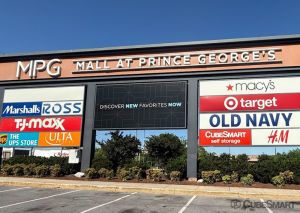 MPG MALL AT PRINCE GEORGE'S
Marshalls ROSS
T·J·maxx
THE UPS STORE
ULTA
DISCOVER NEW FAVORITES NOW
macy's
target
OLD NAVY
CUBESMART
self storage
H&M
CUBESMART